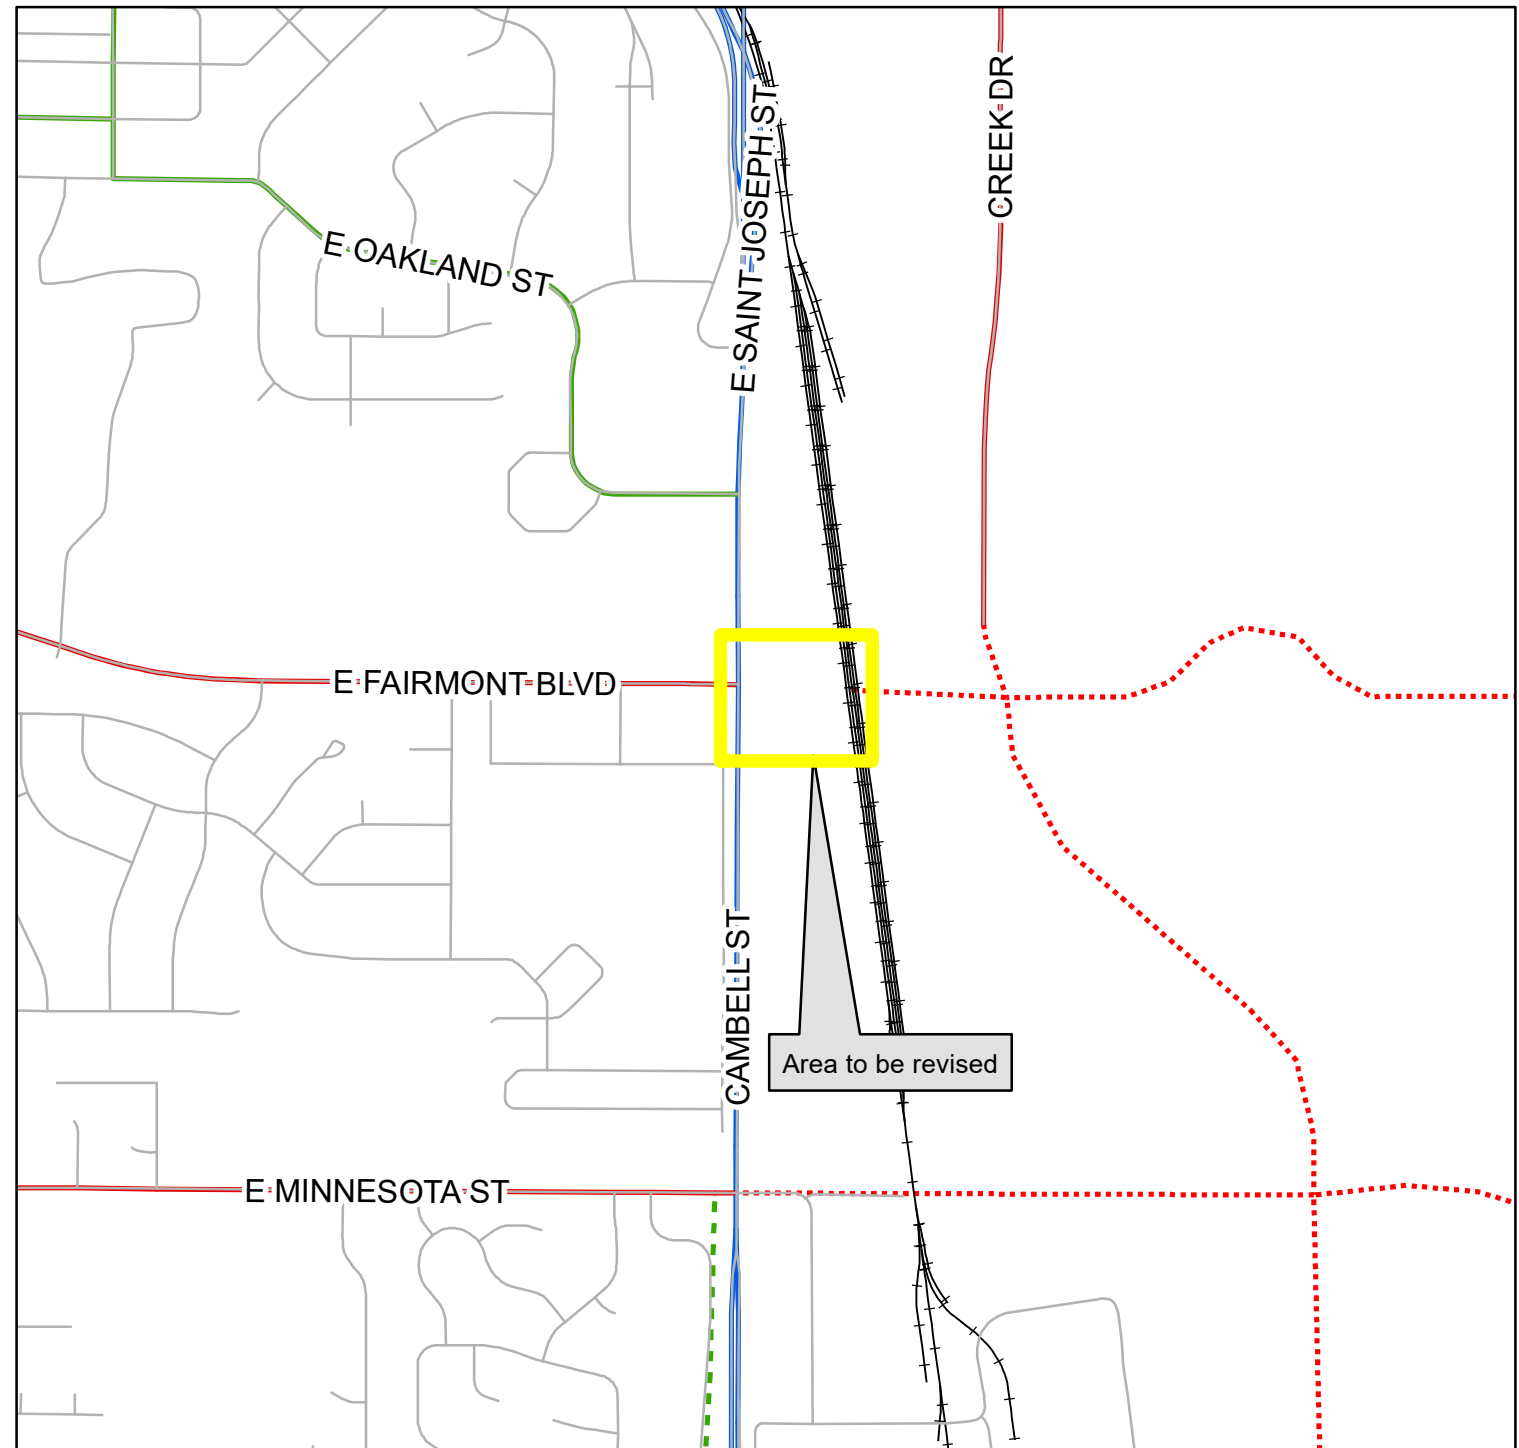 CREEK DR
E SAINT JOSEPH ST
E OAKLAND ST
E FAIRMONT BLVD
CAMBELL ST
Area to be revised
E MINNESOTA ST